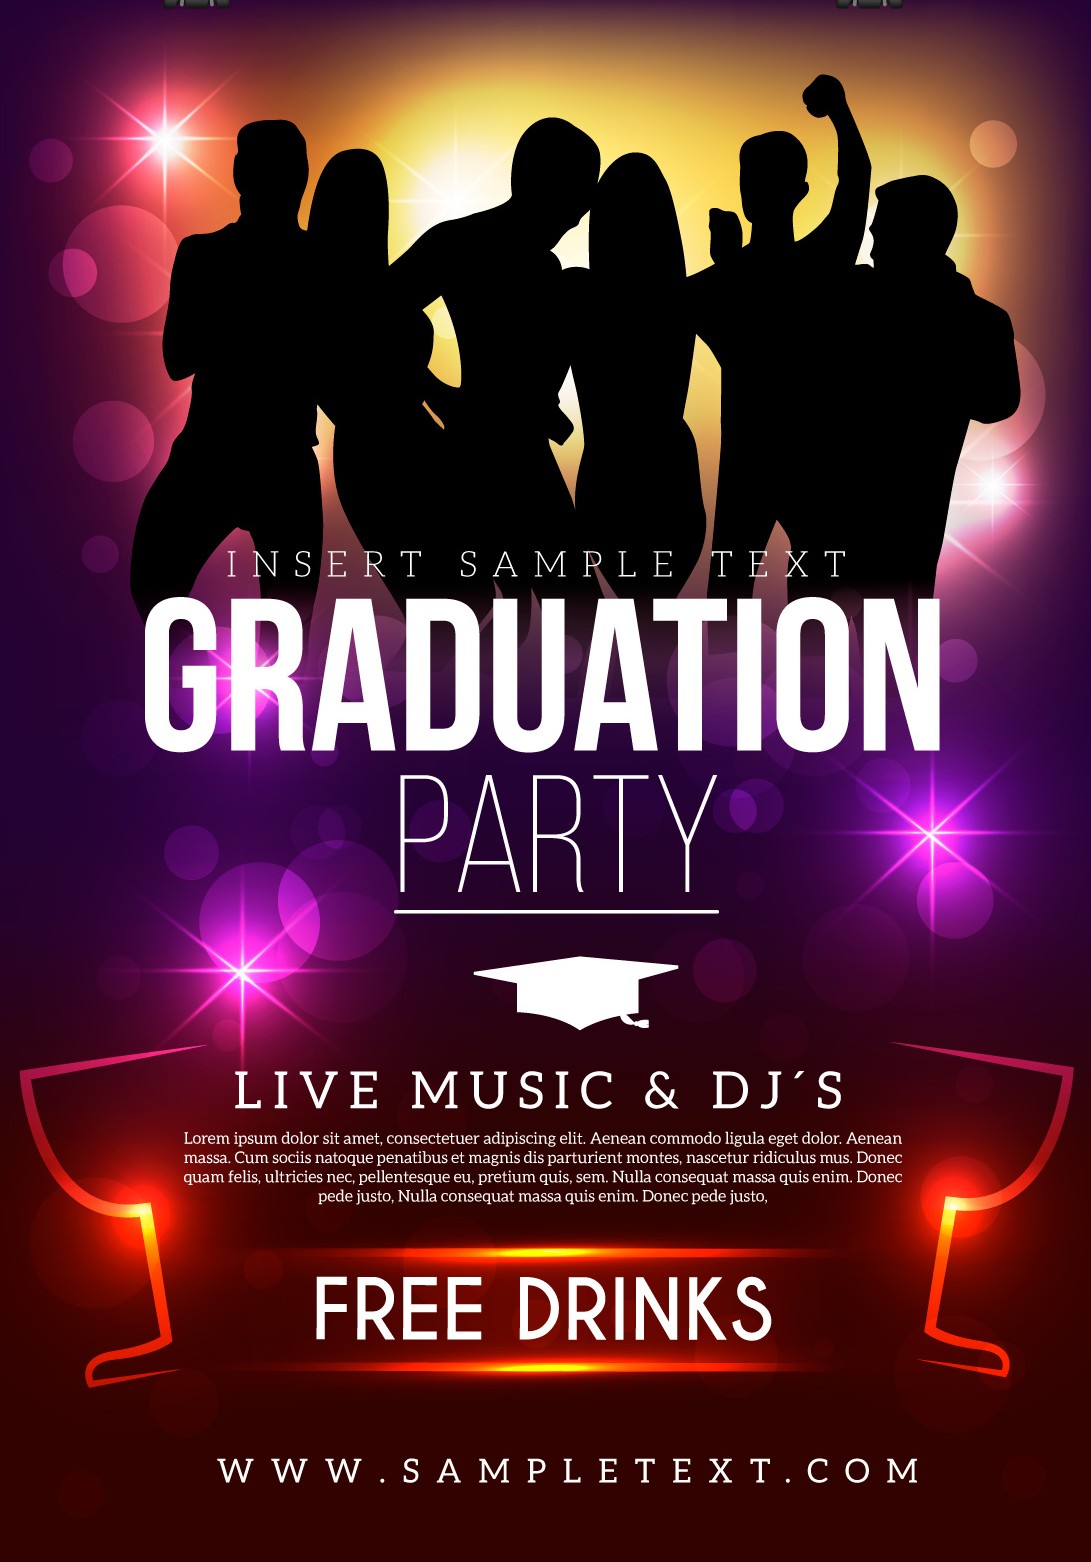 INSERT SAMPLE TEXT
GRADUATION
PARTY
LIVE MUSIC & DJ´S
Lorem ipsum dolor sit amet, consectetuer adipiscing elit. Aenean commodo ligula eget dolor. Aenean
massa. Cum sociis natoque penatibus et magnis dis parturient montes, nascetur ridiculus mus. Donec
quam felis, ultricies nec, pellentesque eu, pretium quis, sem. Nulla consequat massa quis enim. Donec
pede justo, Nulla consequat massa quis enim. Donec pede justo,
FREE DRINKS
WWW.SAMPLETEXT.COM